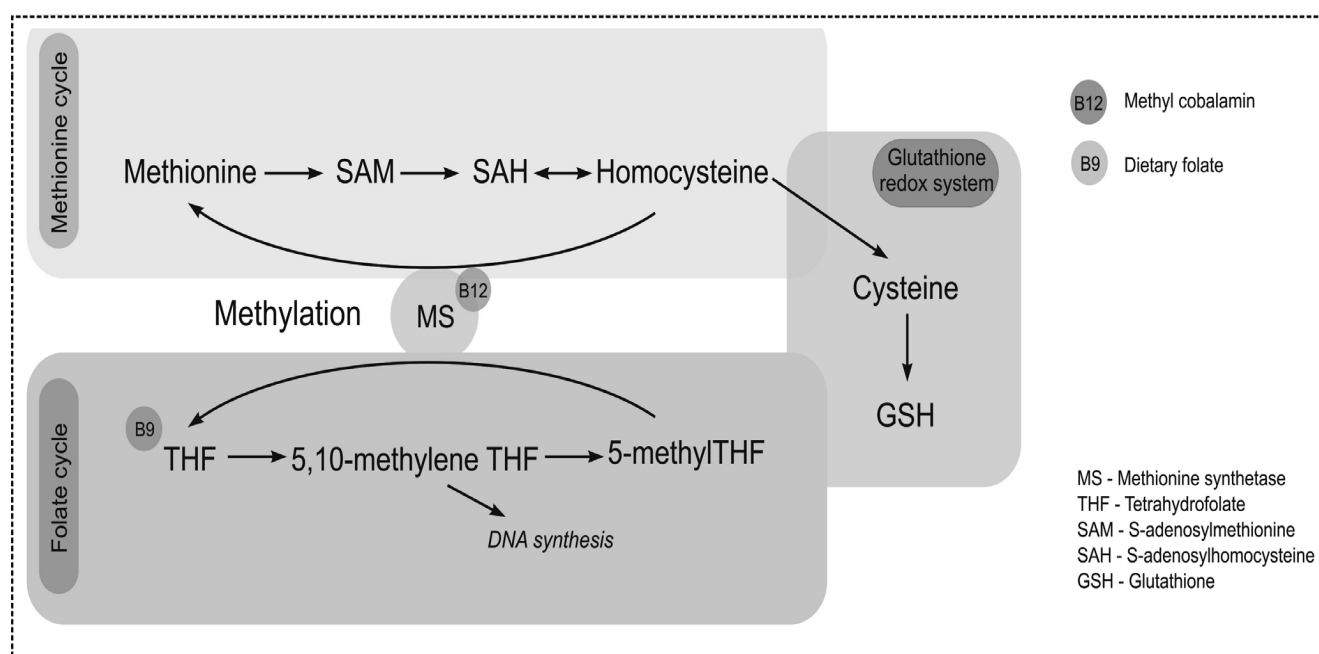 Methionine cycle
Methionine
SAM
SAH
Homocysteine
Glutathione
redox system
Cysteine
GSH
Methylation
MS
B12
Folate cycle
B9
THF
5,10-methylene THF
5-methylTHF
DNA synthesis
B12
Methyl cobalamin
B9
Dietary folate
MS - Methionine synthetase
THF - Tetrahydrofolate
SAM - S-adenosylmethionine
SAH - S-adenosylhomocysteine
GSH - Glutathione